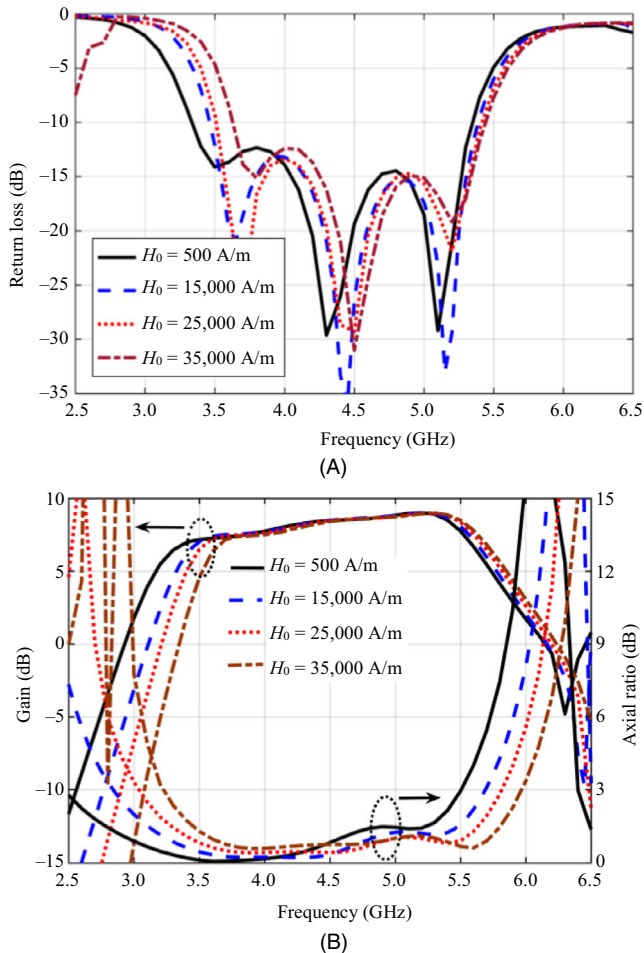 0
−5
−10
−15
−20
−25
−30
−35
Return loss (dB)
H₀ = 500 A/m
H₀ = 15,000 A/m
H₀ = 25,000 A/m
H₀ = 35,000 A/m
2.5 3.0 3.5 4.0 4.5 5.0 5.5 6.0 6.5
Frequency (GHz)
(A)
10
5
0
−5
−10
−15
Gain (dB)
H₀ = 500 A/m
H₀ = 15,000 A/m
H₀ = 25,000 A/m
H₀ = 35,000 A/m
15
12
9
6
3
0
Axial ratio (dB)
2.5 3.0 3.5 4.0 4.5 5.0 5.5 6.0 6.5
Frequency (GHz)
(B)